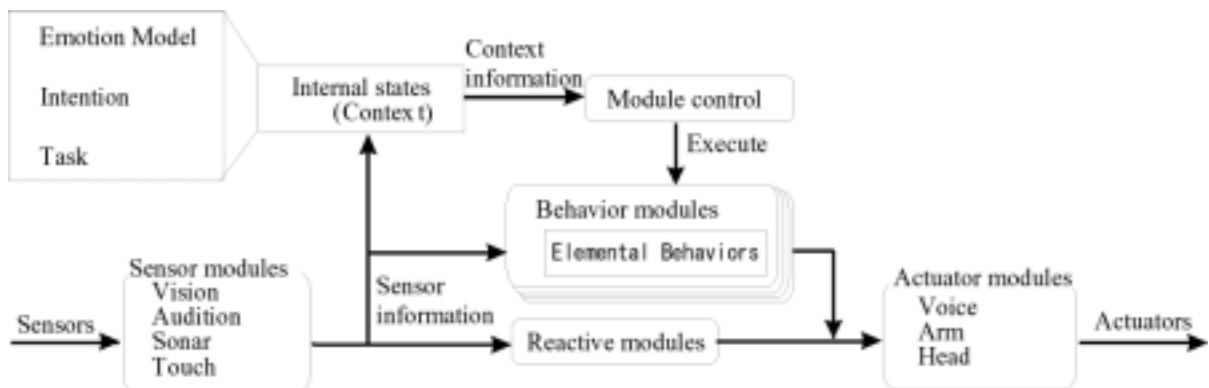 Emotion Model
Intention
Task
Internal states
(Context)
Context
information
Module control
Execute
Behavior modules
Elemental Behaviors
Sensors
Sensor modules
Vision
Audition
Sonar
Touch
Sensor
information
Reactive modules
Actuator modules
Voice
Arm
Head
Actuators